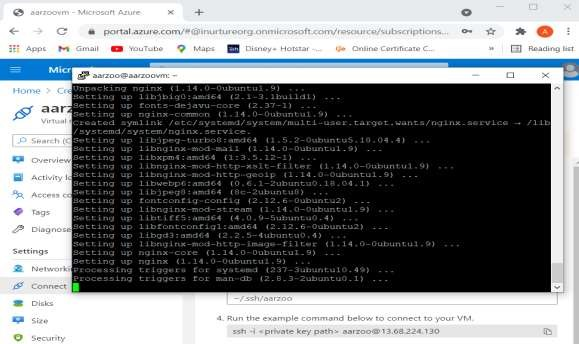 aarzoovm - Microsoft Azure
portal.azure.com/#@inurtureorg.onmicrosoft.com/resource/subscriptions...
Apps Gmail YouTube Maps Disney+ Hotstar -... Online Certificate C... » Reading list
Micros
Home > Cre
aarzoo@aarzoovm: ~
Unpacking nginx (1.14.0-0ubuntu1.9) ...
Setting up libjbig0:amd64 (2.1-3.1build1) ...
Setting up fonts-dejavu-core (2.37-1) ...
Setting up nginx-common (1.14.0-0ubuntu1.9) ...
Created symlink /etc/systemd/system/multi-user.target.wants/nginx.service → /lib
/systemd/system/nginx.service.
Setting up libjpeg-turbo8:amd64 (1.5.2-0ubuntu5.18.04.4) ...
Setting up libnginx-mod-mail (1.14.0-0ubuntu1.9) ...
Setting up libxpm4:amd64 (1:3.5.12-1) ...
Setting up libnginx-mod-http-xslt-filter (1.14.0-0ubuntu1.9) ...
Setting up libnginx-mod-http-geoip (1.14.0-0ubuntu1.9) ...
Setting up libwebp6:amd64 (0.6.1-2ubuntu0.18.04.1) ...
Setting up libjpeg8:amd64 (8c-2ubuntu8) ...
Setting up fontconfig-config (2.12.6-0ubuntu2) ...
Setting up libnginx-mod-stream (1.14.0-0ubuntu1.9) ...
Setting up libtiff5:amd64 (4.0.9-5ubuntu0.4) ...
Setting up libfontconfig1:amd64 (2.12.6-0ubuntu2) ...
Setting up libgd3:amd64 (2.2.5-4ubuntu0.4) ...
Setting up libnginx-mod-http-image-filter (1.14.0-0ubuntu1.9) ...
Setting up nginx-core (1.14.0-0ubuntu1.9) ...
Setting up nginx (1.14.0-0ubuntu1.9) ...
Processing triggers for systemd (237-3ubuntu10.49) ...
Processing triggers for man-db (2.8.3-2ubuntu0.1) ...
aarz
Virtual
Search (C
Overview
Activity lo
Access co
Tags
Diagnose
Settings
Networki
Connect
Disks
Size
Security
~/.ssh/aarzoo
4. Run the example command below to connect to your VM.
ssh -i <private key path> aarzoo@13.68.224.130